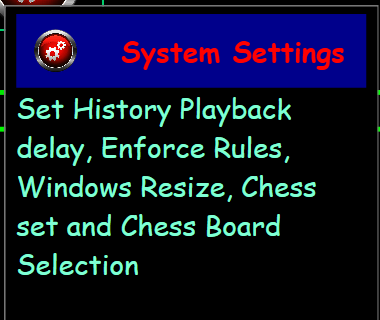 System Settings
Set History Playback
delay, Enforce Rules,
Windows Resize, Chess
set and Chess Board
Selection